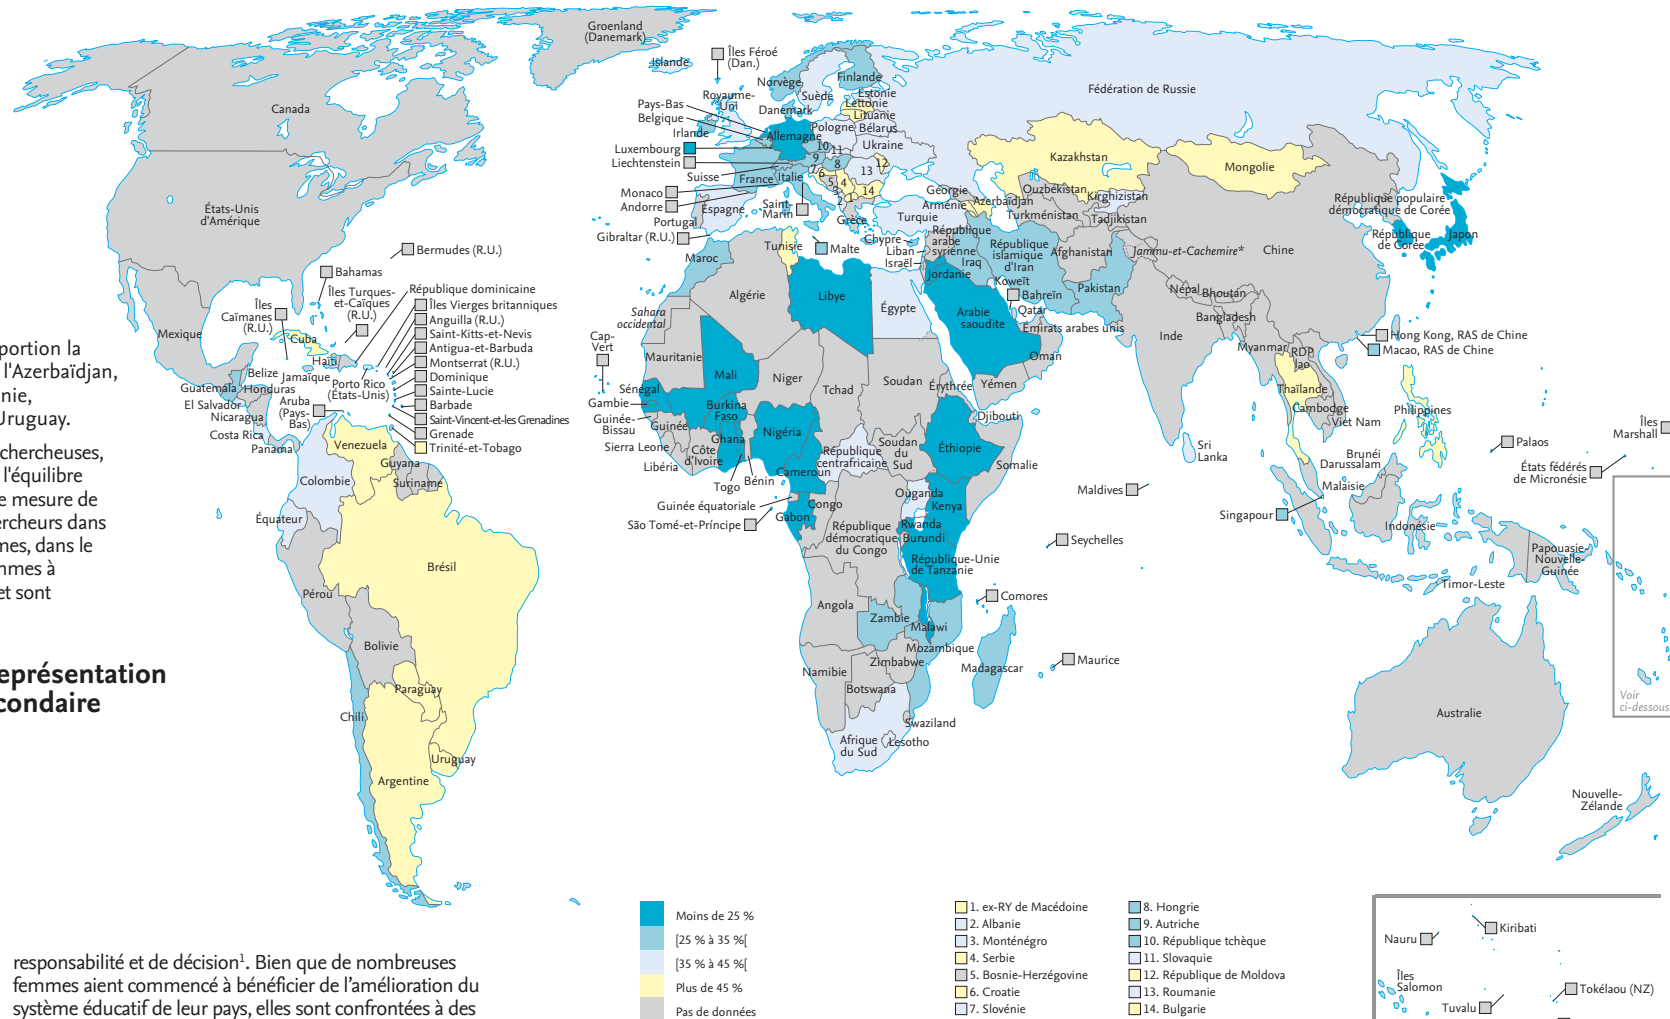 Groenland
(Danemark)
Îles Féroé
(Dan.)
Islande
Norvège
Finlande
Suède
Estonie
Lettonie
Lituanie
Royaume-
Uni
Danemark
Pays-Bas
Belgique
Irlande
Luxembourg
Liechtenstein
Suisse
Monaco
Andorre
Portugal
Gibraltar (R.U.)
Allemagne
Pologne
Bélarus
Ukraine
France
Italie
Espagne
Saint-
Marin
Grèce
Malte
10
11
9
8
7
6
5
4
3
2
1
12
13
14
Fédération de Russie
Canada
États-Unis
d'Amérique
Bermudes (R.U.)
Bahamas
Îles Turques-
et-Caïques
(R.U.)
Îles
Caïmanes
(R.U.)
Mexique
Cuba
Haïti
République dominicaine
Îles Vierges britanniques
Anguilla (R.U.)
Saint-Kitts-et-Nevis
Antigua-et-Barbuda
Montserrat (R.U.)
Dominique
Sainte-Lucie
Barbade
Saint-Vincent-et-les Grenadines
Grenade
Trinité-et-Tobago
Belize
Jamaïque
Porto Rico
(États-Unis)
Guatemala
Honduras
El Salvador
Nicaragua
Aruba
(Pays-
Bas)
Costa Rica
Panama
Venezuela
Guyana
Suriname
Colombie
Équateur
Pérou
Brésil
Bolivie
Paraguay
Chili
Uruguay
Argentine
Kazakhstan
Mongolie
Géorgie
Arménie
Azerbaïdjan
Ouzbékistan
Kirghizistan
Turkménistan
Tadjikistan
Turquie
Chypre
Liban
Israël
République
arabe
syrienne
Iraq
Jordanie
République
islamique
d'Iran
Afghanistan
Jammu-et-Cachemire*
Chine
République populaire
démocratique de Corée
République
de Corée
Japon
Koweït
Bahreïn
Qatar
Émirats arabes unis
Pakistan
Népal
Bhoutan
Bangladesh
Inde
Arabie
saoudite
Oman
Yémen
Hong Kong, RAS de Chine
Macao, RAS de Chine
Myanmar
RDP
lao
Thaïlande
Cambodge
Viet Nam
Philippines
Sri
Lanka
Brunéi
Darussalam
Malaisie
Maldives
Singapour
Indonésie
Palaos
États fédérés
de Micronésie
Îles
Marshall
Papouasie-
Nouvelle-
Guinée
Timor-Leste
Australie
Nouvelle-
Zélande
Voir
ci-dessous
Maroc
Tunisie
Algérie
Libye
Égypte
Sahara
occidental
Cap-
Vert
Mauritanie
Mali
Niger
Tchad
Soudan
Érythrée
Djibouti
Sénégal
Gambie
Guinée-
Bissau
Guinée
Sierra Leone
Libéria
Côte
d'Ivoire
Burkina
Faso
Ghana
Togo
Bénin
Nigéria
Cameroun
République
centrafricaine
Soudan
du
Sud
Éthiopie
Somalie
Guinée équatoriale
São Tomé-et-Príncipe
Gabon
Congo
République
démocratique
du Congo
Ouganda
Kenya
Rwanda
Burundi
République-Unie
de Tanzanie
Seychelles
Comores
Angola
Zambie
Malawi
Mozambique
Zimbabwe
Madagascar
Maurice
Namibie
Botswana
Swaziland
Lesotho
Afrique
du Sud
portion la
l'Azerbaïdjan,
nie,
Uruguay.
chercheuses,
l'équilibre
e mesure de
ercheurs dans
mes, dans le
mmes à
et sont
eprésentation
condaire
responsabilité et de décision1. Bien que de nombreuses
femmes aient commencé à bénéficier de l'amélioration du
système éducatif de leur pays, elles sont confrontées à des
Moins de 25 %
[25 % à 35 %[
[35 % à 45 %[
Plus de 45 %
Pas de données
1. ex-RY de Macédoine
2. Albanie
3. Monténégro
4. Serbie
5. Bosnie-Herzégovine
6. Croatie
7. Slovénie
8. Hongrie
9. Autriche
10. République tchèque
11. Slovaquie
12. République de Moldova
13. Roumanie
14. Bulgarie
Nauru
Kiribati
Îles
Salomon
Tuvalu
Tokélaou (NZ)